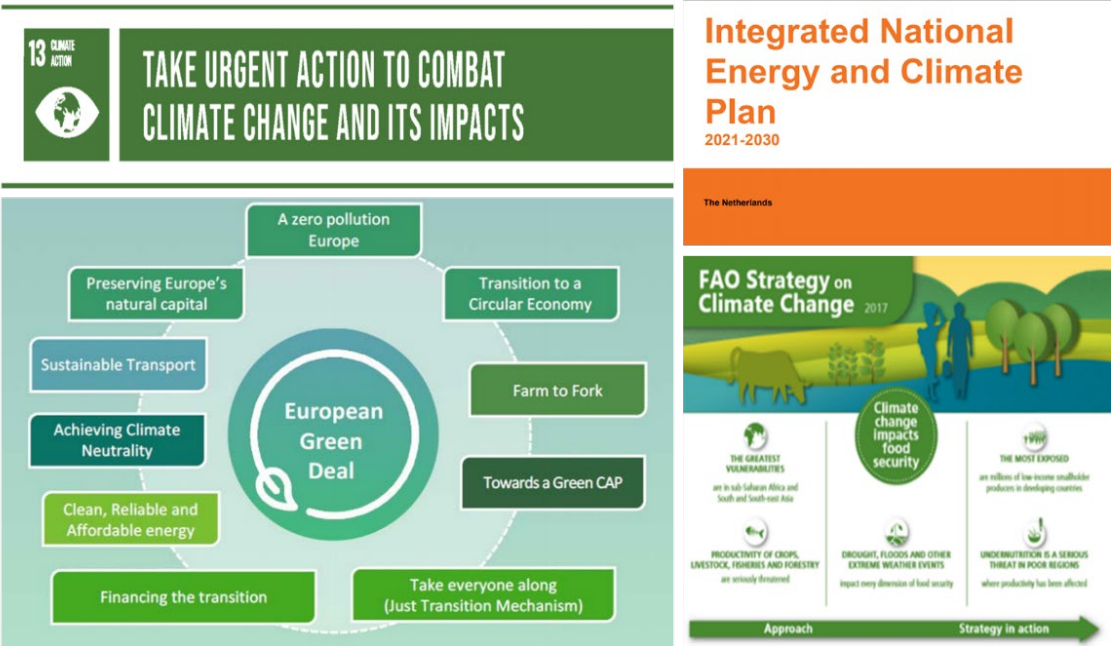 13 CLIMATE
ACTION
TAKE URGENT ACTION TO COMBAT
CLIMATE CHANGE AND ITS IMPACTS
Integrated National
Energy and Climate
Plan
2021-2030
The Netherlands
A zero pollution
Europe
Preserving Europe's
natural capital
Transition to a
Circular Economy
Sustainable Transport
Farm to Fork
European
Green
Deal
Achieving Climate
Neutrality
Towards a Green CAP
Clean, Reliable and
Affordable energy
Financing the transition
Take everyone along
(Just Transition Mechanism)
FAO Strategy on
Climate Change 2017
Climate
change
impacts
food
security
THE GREATEST
VULNERABILITIES
are in sub-Saharan Africa and
South and South-east Asia
THE MOST EXPOSED
are millions of low-income smallholder
producers in developing countries
PRODUCTIVITY OF CROPS,
LIVESTOCK, FISHERIES AND FORESTRY
are seriously threatened
DROUGHT, FLOODS AND OTHER
EXTREME WEATHER EVENTS
impact every dimension of food security
UNDERNUTRITION IS A SERIOUS
THREAT IN POOR REGIONS
where productivity has been affected
Approach
Strategy in action